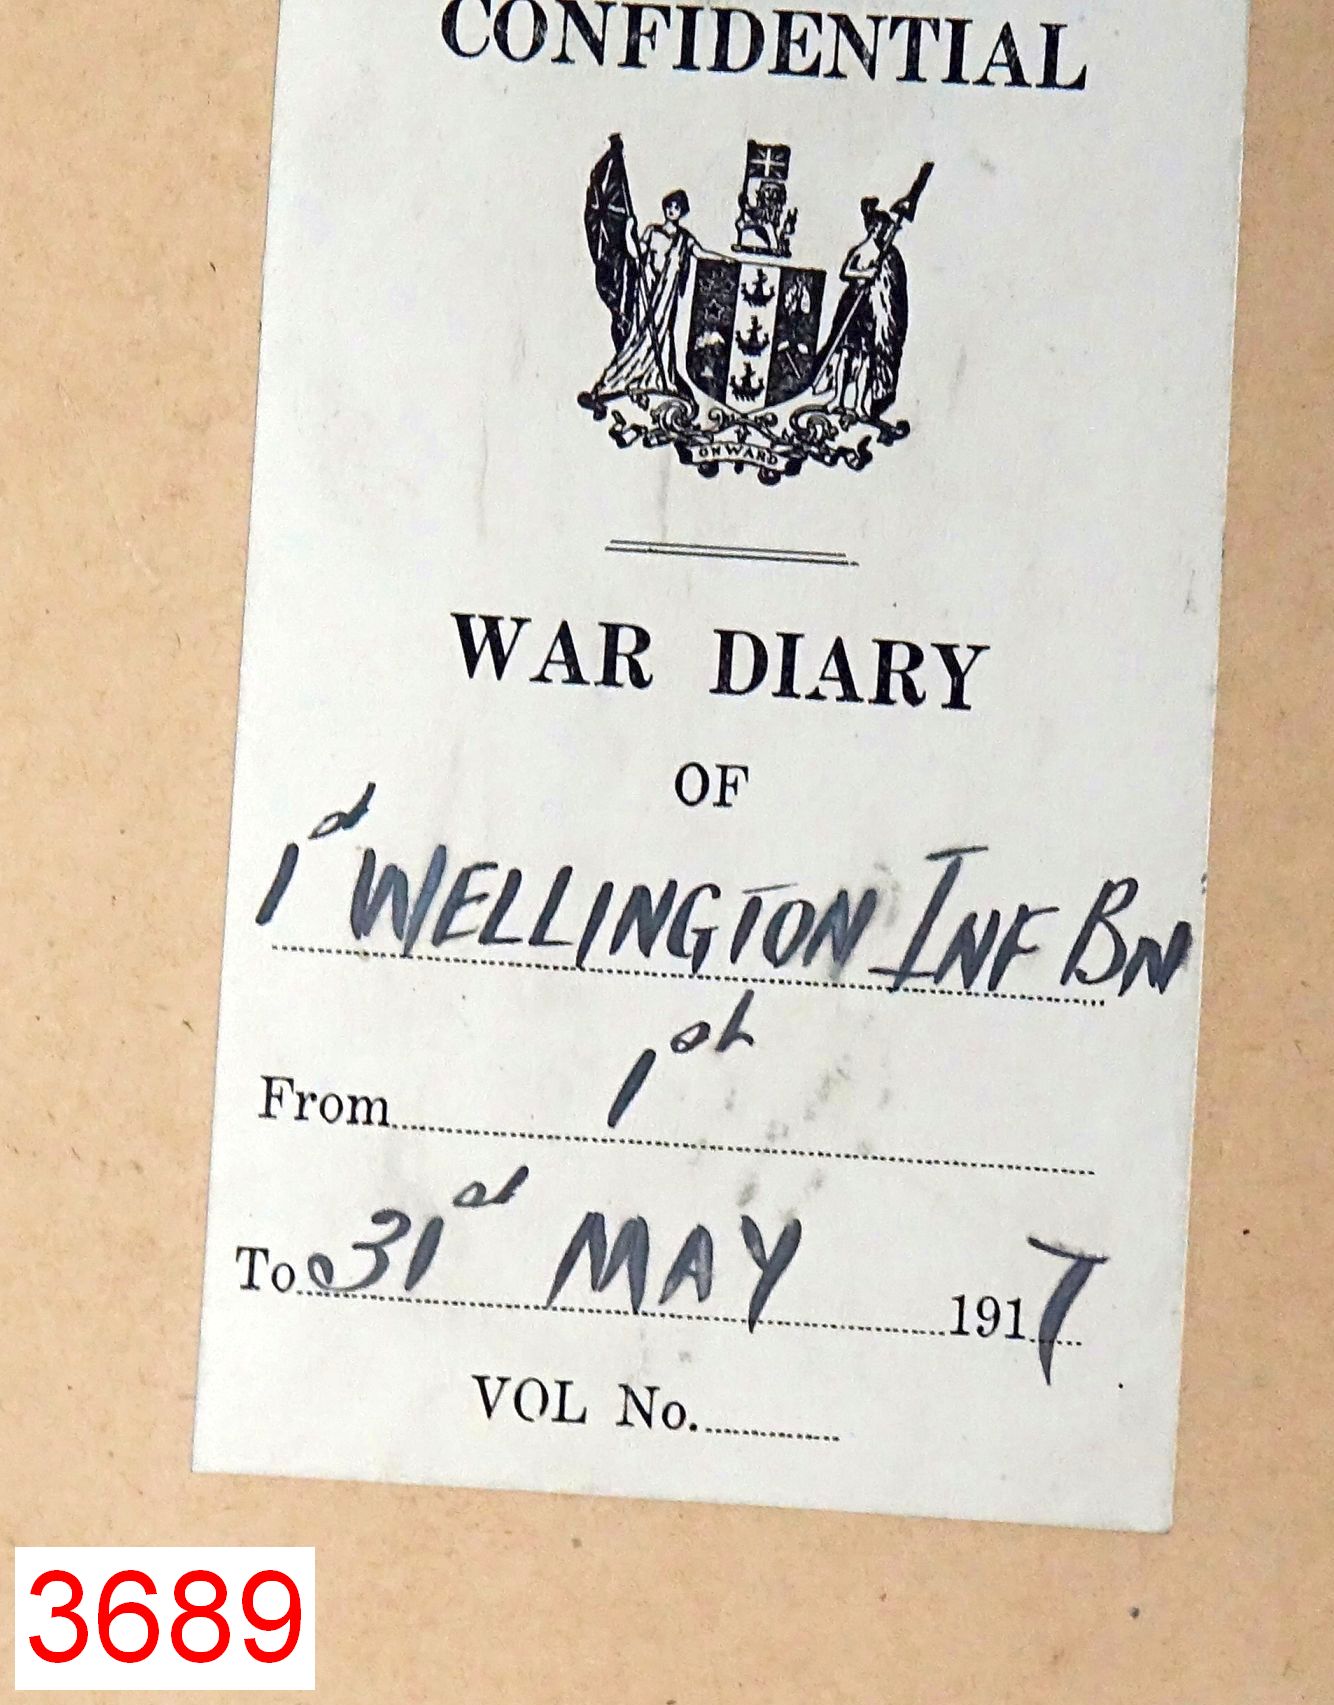 CONFIDENTIAL
ONWARD
WAR DIARY
OF
1st WELLINGTON INF BN
From 1st
To 31st MAY 1917
VOL No.
3689